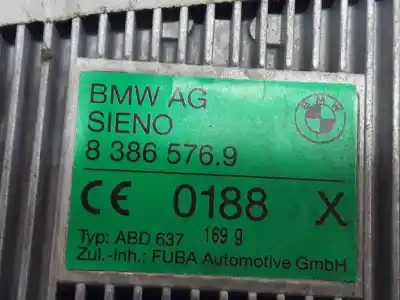 BMW AG
BMW
SIENO
8 386 576.9
CE 0188 X
Typ: ABD 637 169 9
Zul.-Inh.: FUBA Automotive GmbH